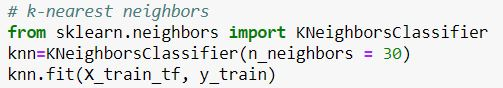 # k-nearest neighbors
from sklearn.neighbors import KNeighborsClassifier
knn=KNeighborsClassifier(n_neighbors = 30)
knn.fit(X_train_tf, y_train)